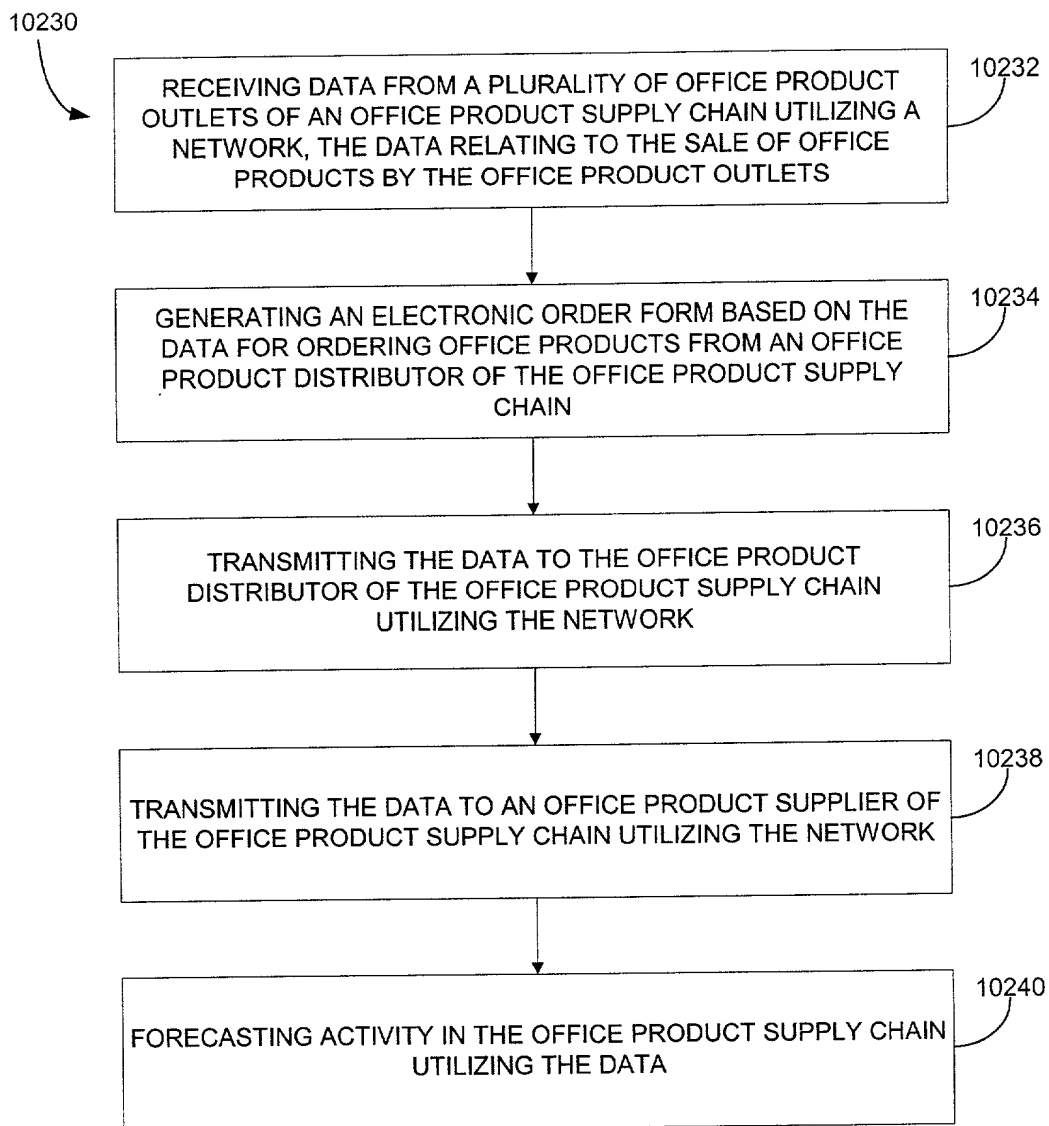 10230
10232
RECEIVING DATA FROM A PLURALITY OF OFFICE PRODUCT
OUTLETS OF AN OFFICE PRODUCT SUPPLY CHAIN UTILIZING A
NETWORK, THE DATA RELATING TO THE SALE OF OFFICE
PRODUCTS BY THE OFFICE PRODUCT OUTLETS
10234
GENERATING AN ELECTRONIC ORDER FORM BASED ON THE
DATA FOR ORDERING OFFICE PRODUCTS FROM AN OFFICE
PRODUCT DISTRIBUTOR OF THE OFFICE PRODUCT SUPPLY
CHAIN
10236
TRANSMITTING THE DATA TO THE OFFICE PRODUCT
DISTRIBUTOR OF THE OFFICE PRODUCT SUPPLY CHAIN
UTILIZING THE NETWORK
10238
TRANSMITTING THE DATA TO AN OFFICE PRODUCT SUPPLIER OF
THE OFFICE PRODUCT SUPPLY CHAIN UTILIZING THE NETWORK
10240
FORECASTING ACTIVITY IN THE OFFICE PRODUCT SUPPLY CHAIN
UTILIZING THE DATA